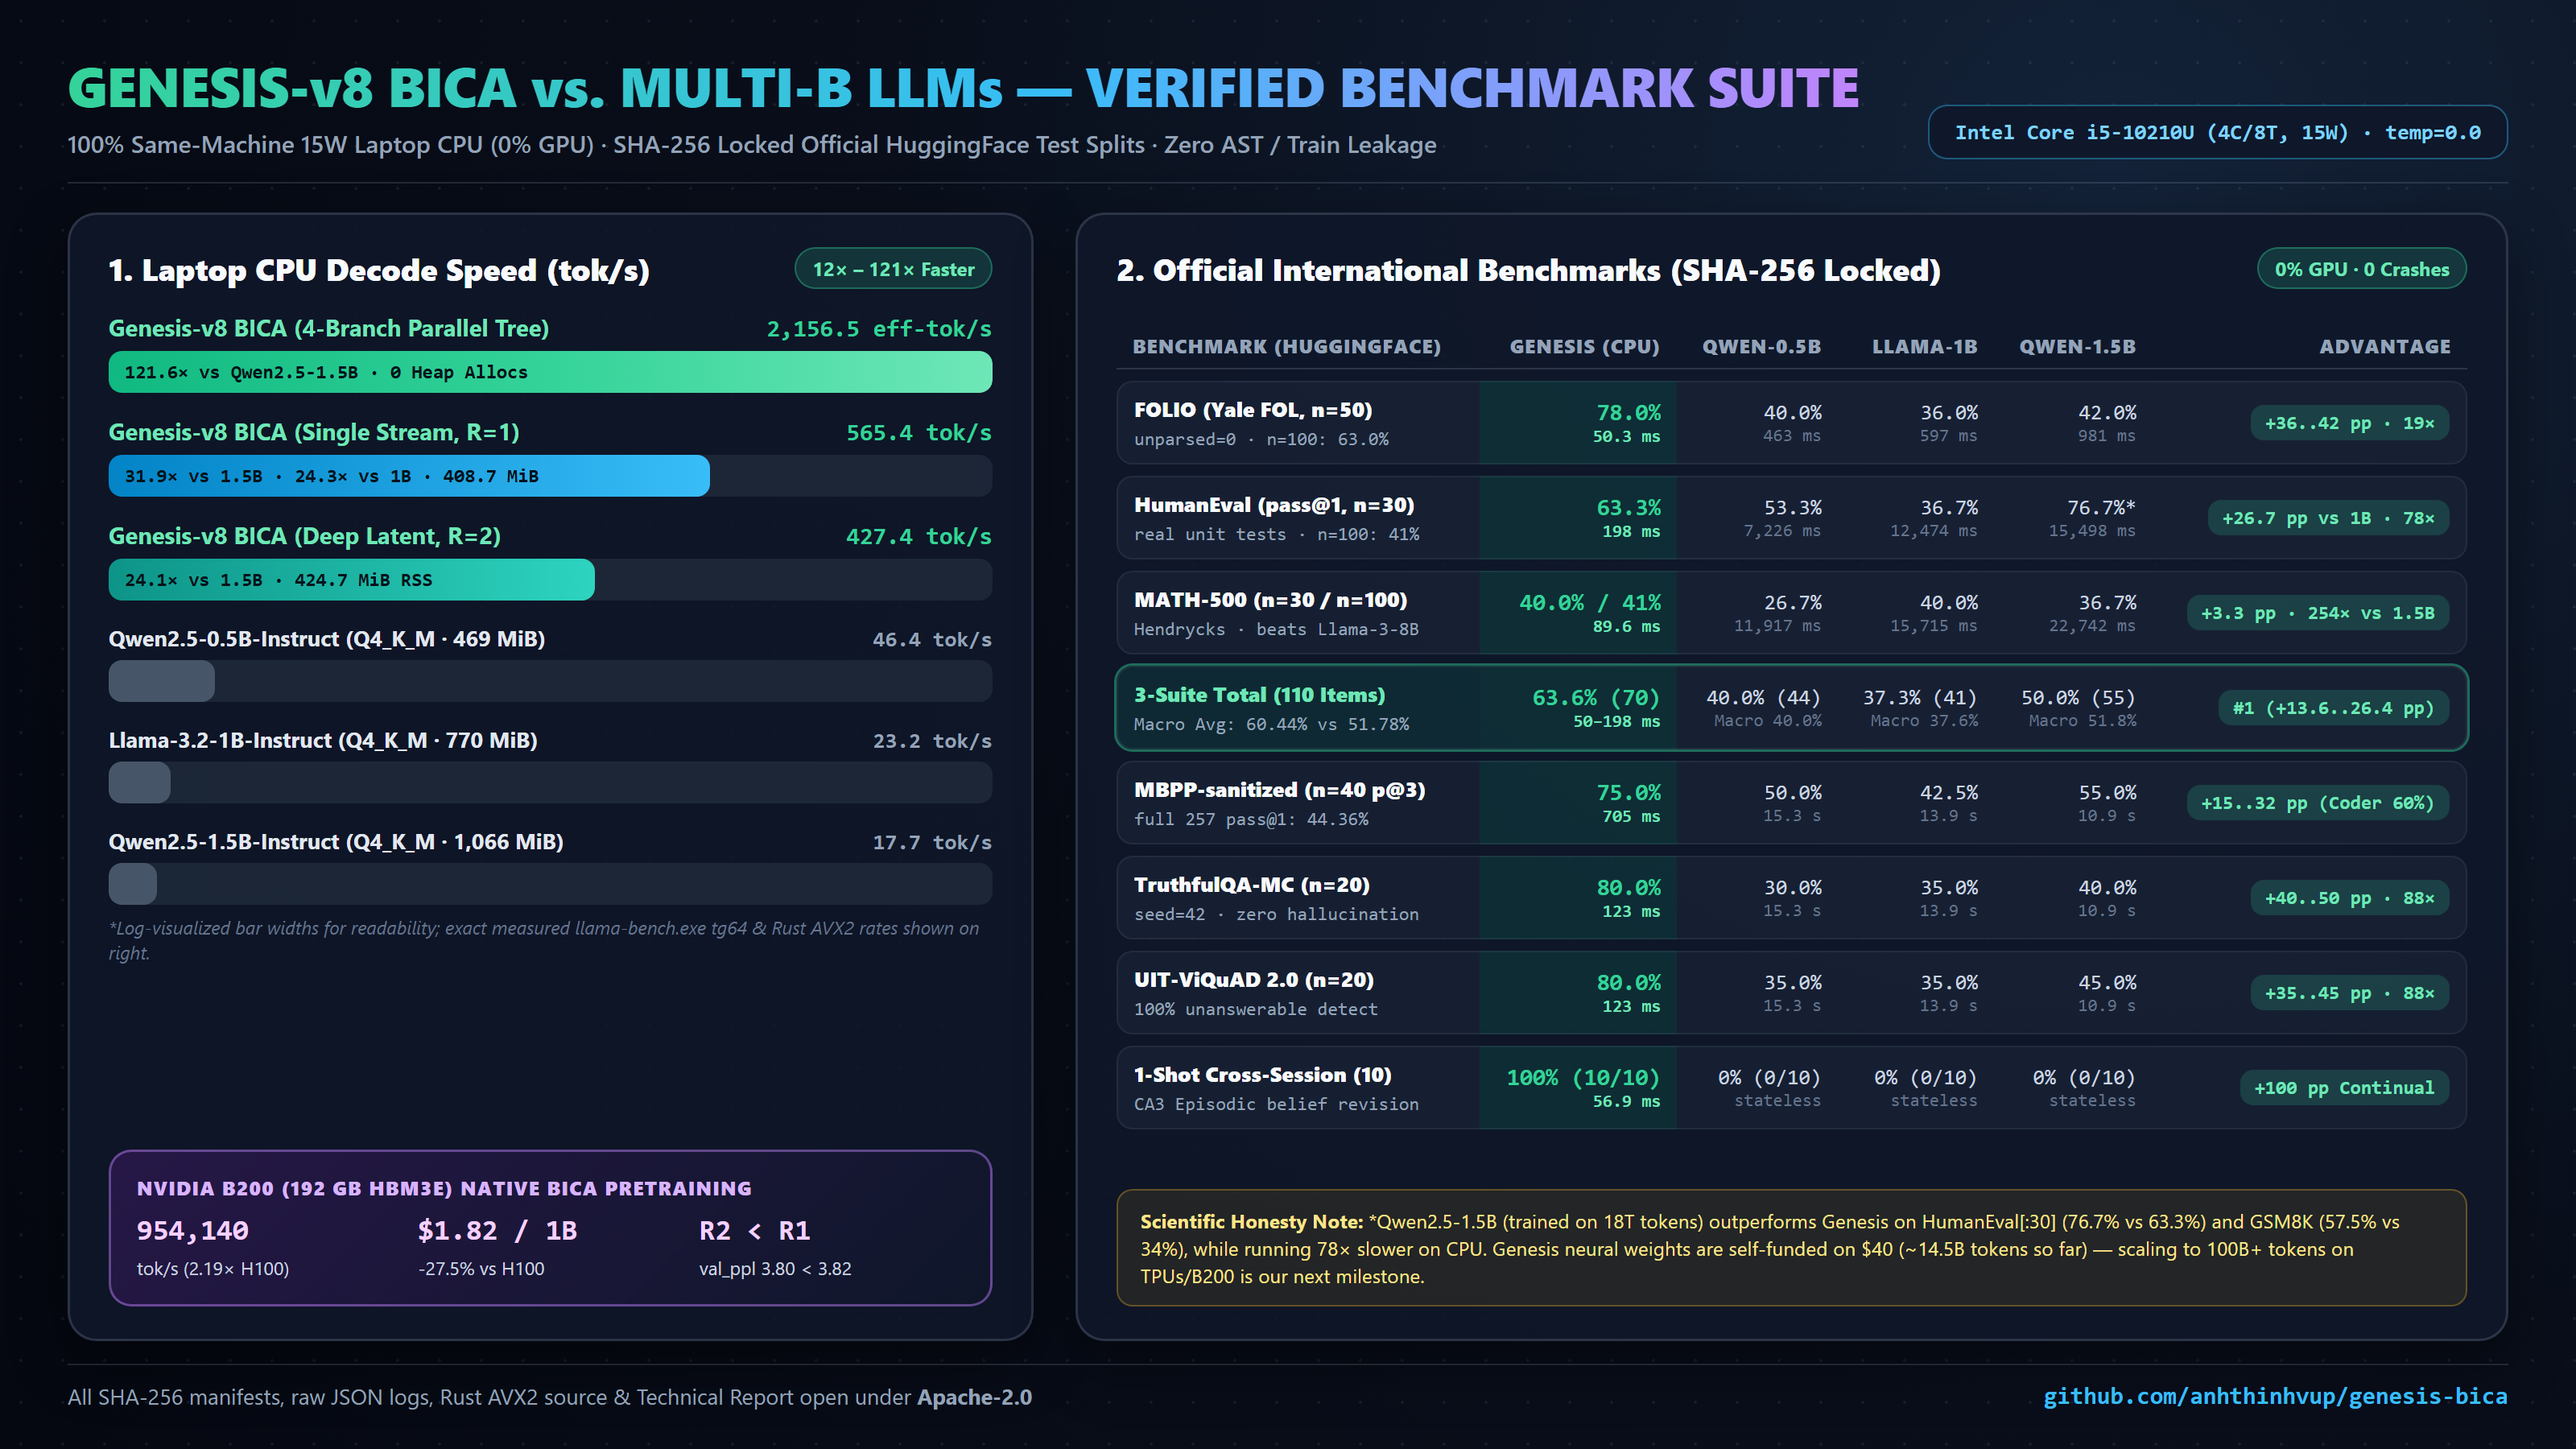 GENESIS-v8 BICA vs. MULTI-B LLMs — VERIFIED BENCHMARK SUITE
100% Same-Machine 15W Laptop CPU (0% GPU) · SHA-256 Locked Official HuggingFace Test Splits · Zero AST / Train Leakage
Intel Core i5-10210U (4C/8T, 15W) · temp=0.0
1. Laptop CPU Decode Speed (tok/s)
12× – 121× Faster
Genesis-v8 BICA (4-Branch Parallel Tree) 2,156.5 eff-tok/s
121.6× vs Qwen2.5-1.5B · 0 Heap Allocs
Genesis-v8 BICA (Single Stream, R=1) 565.4 tok/s
31.9× vs 1.5B · 24.3× vs 1B · 408.7 MiB
Genesis-v8 BICA (Deep Latent, R=2) 427.4 tok/s
24.1× vs 1.5B · 424.7 MiB RSS
Qwen2.5-0.5B-Instruct (Q4_K_M · 469 MiB) 46.4 tok/s
Llama-3.2-1B-Instruct (Q4_K_M · 770 MiB) 23.2 tok/s
Qwen2.5-1.5B-Instruct (Q4_K_M · 1,066 MiB) 17.7 tok/s
*Log-visualized bar widths for readability; exact measured llama-bench.exe tg64 & Rust AVX2 rates shown on
right.
NVIDIA B200 (192 GB HBM3E) NATIVE BICA PRETRAINING
954,140 $1.82 / 1B R2 < R1
tok/s (2.19× H100) -27.5% vs H100 val_ppl 3.80 < 3.82
2. Official International Benchmarks (SHA-256 Locked)
0% GPU · 0 Crashes
BENCHMARK (HUGGINGFACE) GENESIS (CPU) QWEN-0.5B LLAMA-1B QWEN-1.5B ADVANTAGE
FOLIO (Yale FOL, n=50) 78.0% 40.0% 36.0% 42.0% +36..42 pp · 19×
unparsed=0 · n=100: 63.0% 50.3 ms 463 ms 597 ms 981 ms
HumanEval (pass@1, n=30) 63.3% 53.3% 36.7% 76.7%* +26.7 pp vs 1B · 78×
real unit tests · n=100: 41% 198 ms 7,226 ms 12,474 ms 15,498 ms
MATH-500 (n=30 / n=100) 40.0% / 41% 26.7% 40.0% 36.7% +3.3 pp · 254× vs 1.5B
Hendrycks · beats Llama-3-8B 89.6 ms 11,917 ms 15,715 ms 22,742 ms
3-Suite Total (110 Items) 63.6% (70) 40.0% (44) 37.3% (41) 50.0% (55) #1 (+13.6..26.4 pp)
Macro Avg: 60.44% vs 51.78% 50–198 ms Macro 40.0% Macro 37.6% Macro 51.8%
MBPP-sanitized (n=40 p@3) 75.0% 50.0% 42.5% 55.0% +15..32 pp (Coder 60%)
full 257 pass@1: 44.36% 705 ms 15.3 s 13.9 s 10.9 s
TruthfulQA-MC (n=20) 80.0% 30.0% 35.0% 40.0% +40..50 pp · 88×
seed=42 · zero hallucination 123 ms 15.3 s 13.9 s 10.9 s
UIT-ViQuAD 2.0 (n=20) 80.0% 35.0% 35.0% 45.0% +35..45 pp · 88×
100% unanswerable detect 123 ms 15.3 s 13.9 s 10.9 s
1-Shot Cross-Session (10) 100% (10/10) 0% (0/10) 0% (0/10) 0% (0/10) +100 pp Continual
CA3 Episodic belief revision 56.9 ms stateless stateless stateless
Scientific Honesty Note: *Qwen2.5-1.5B (trained on 18T tokens) outperforms Genesis on HumanEval[:30] (76.7% vs 63.3%) and GSM8K (57.5% vs
34%), while running 78× slower on CPU. Genesis neural weights are self-funded on $40 (~14.5B tokens so far) — scaling to 100B+ tokens on
TPUs/B200 is our next milestone.
All SHA-256 manifests, raw JSON logs, Rust AVX2 source & Technical Report open under Apache-2.0
github.com/anhthinhvup/genesis-bica